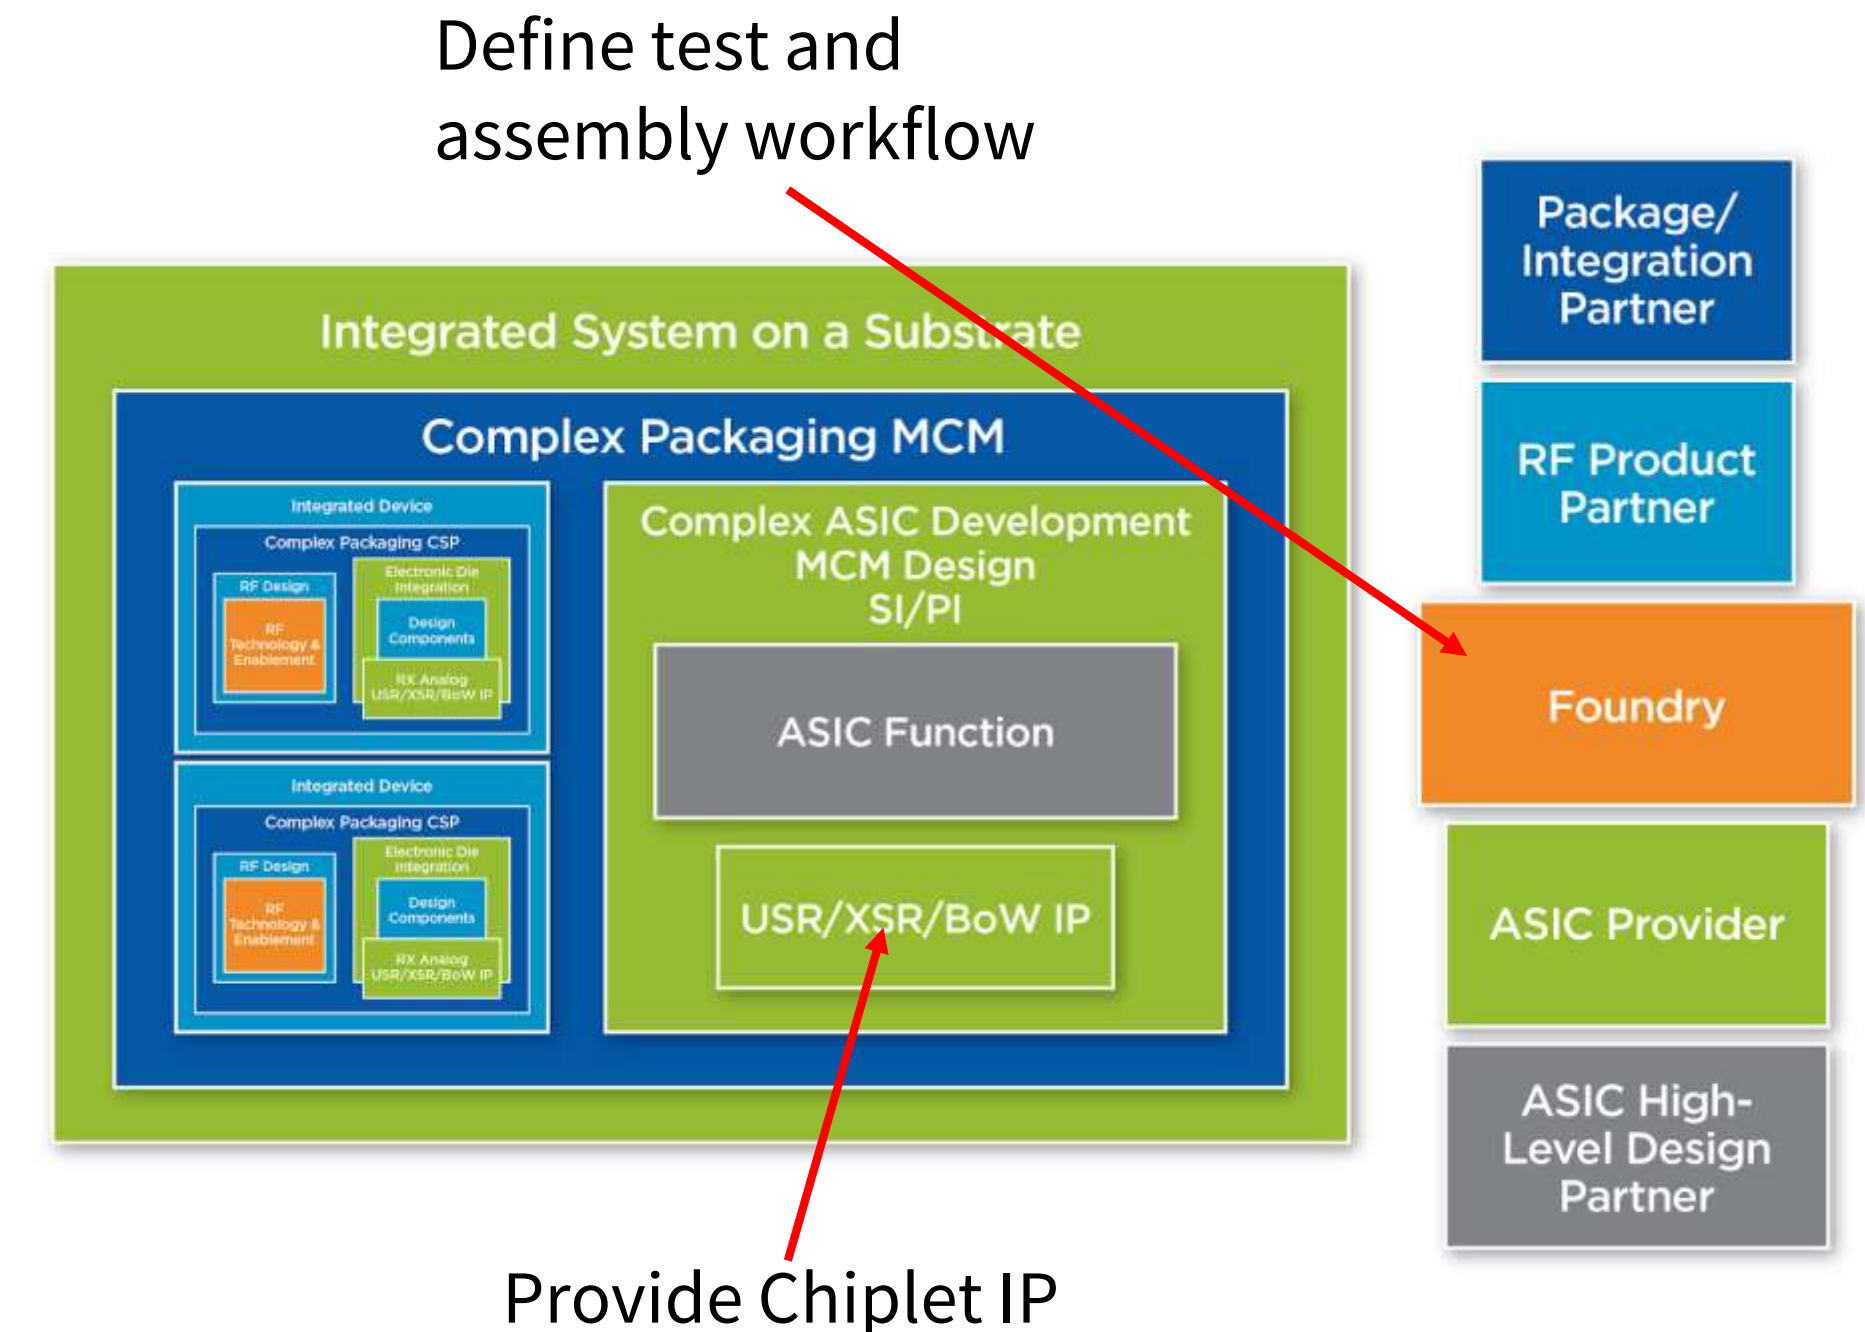 Define test and
assembly workflow
Integrated System on a Substrate
Complex Packaging MCM
Integrated Device
Complex Packaging CSP
RF Design
RF
Technology &
Enablement
Electronic Die
Integration
Design
Components
RX Analog
USR/XSR/BoW IP
Integrated Device
Complex Packaging CSP
RF Design
RF
Technology &
Enablement
Electronic Die
Integration
Design
Components
RX Analog
USR/XSR/BoW IP
Complex ASIC Development
MCM Design
SI/PI
ASIC Function
USR/XSR/BoW IP
Package/
Integration
Partner
RF Product
Partner
Foundry
ASIC Provider
ASIC High-
Level Design
Partner
Provide Chiplet IP